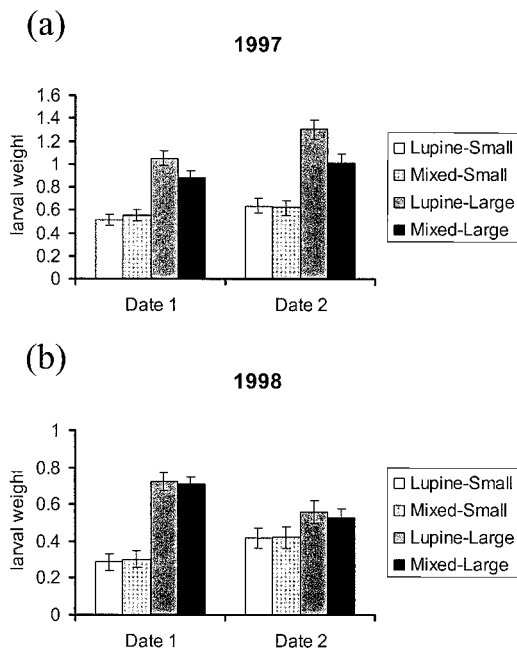 (a)
1997
larval weight
1.6
1.4
1.2
1
0.8
0.6
0.4
0.2
0
Date 1
Date 2
Lupine-Small
Mixed-Small
Lupine-Large
Mixed-Large
(b)
1998
larval weight
1
0.8
0.6
0.4
0.2
0
Date 1
Date 2
Lupine-Small
Mixed-Small
Lupine-Large
Mixed-Large